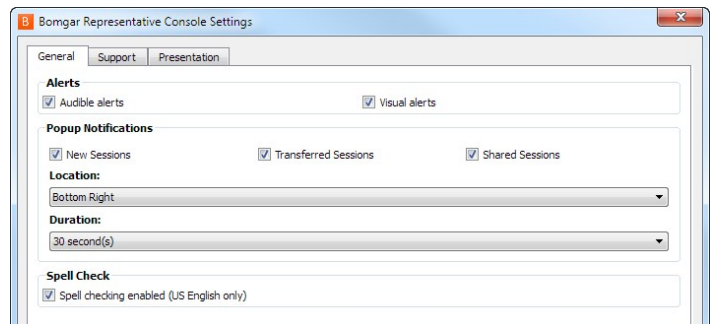 B Bomgar Representative Console Settings
General Support Presentation
Alerts
Audible alerts Visual alerts
Popup Notifications
New Sessions Transferred Sessions Shared Sessions
Location:
Bottom Right
Duration:
30 second(s)
Spell Check
Spell checking enabled (US English only)